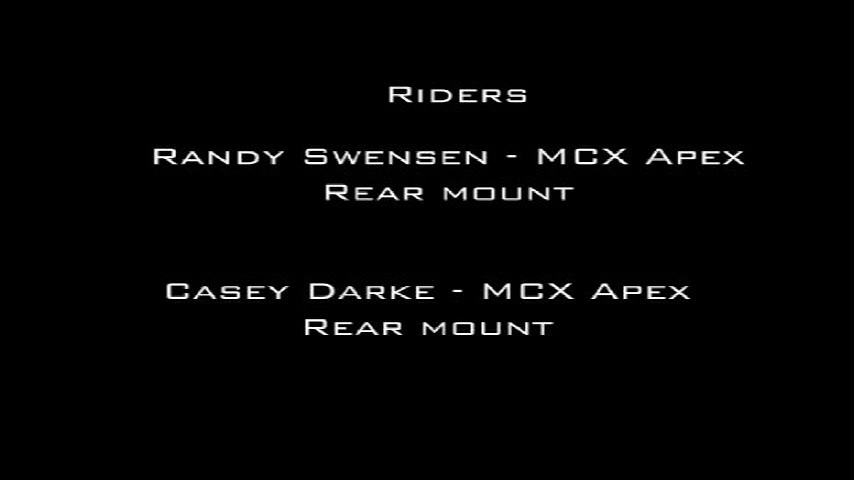 Riders
Randy Swensen - MCX Apex
Rear mount
Casey Darke - MCX Apex
Rear mount